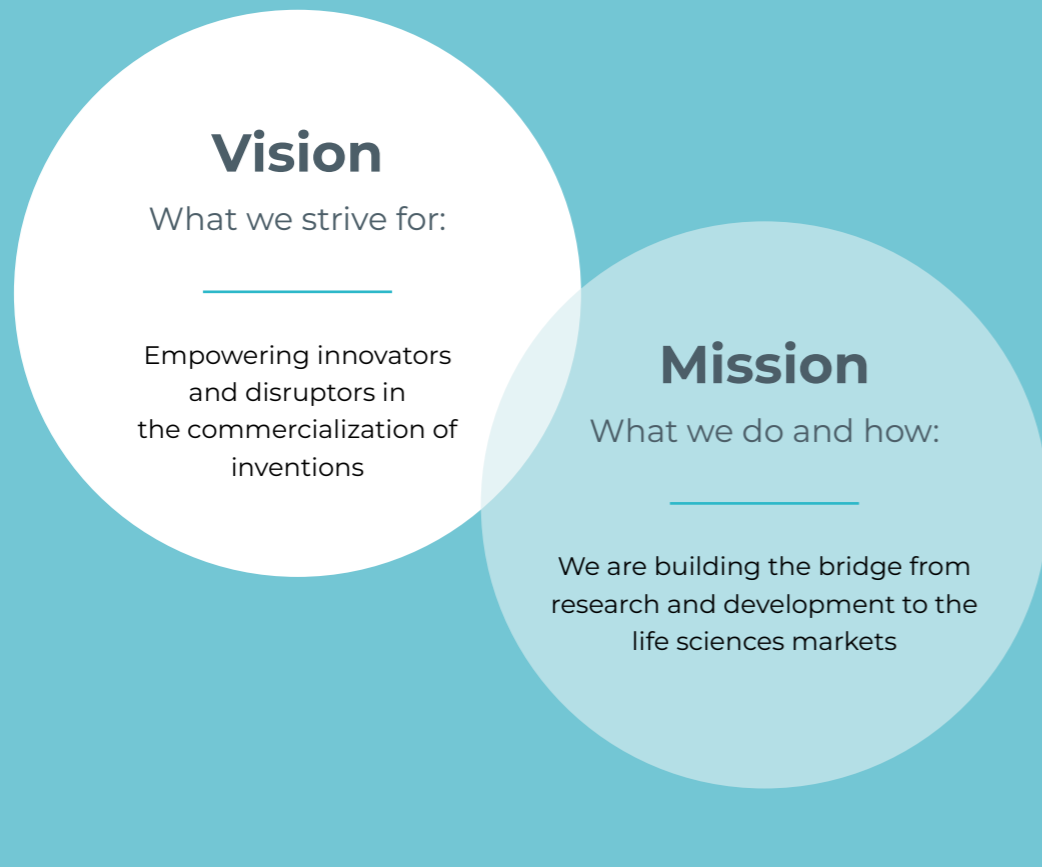 Vision
What we strive for:
Empowering innovators
and disruptors in
the commercialization of
inventions
Mission
What we do and how:
We are building the bridge from
research and development to the
life sciences markets